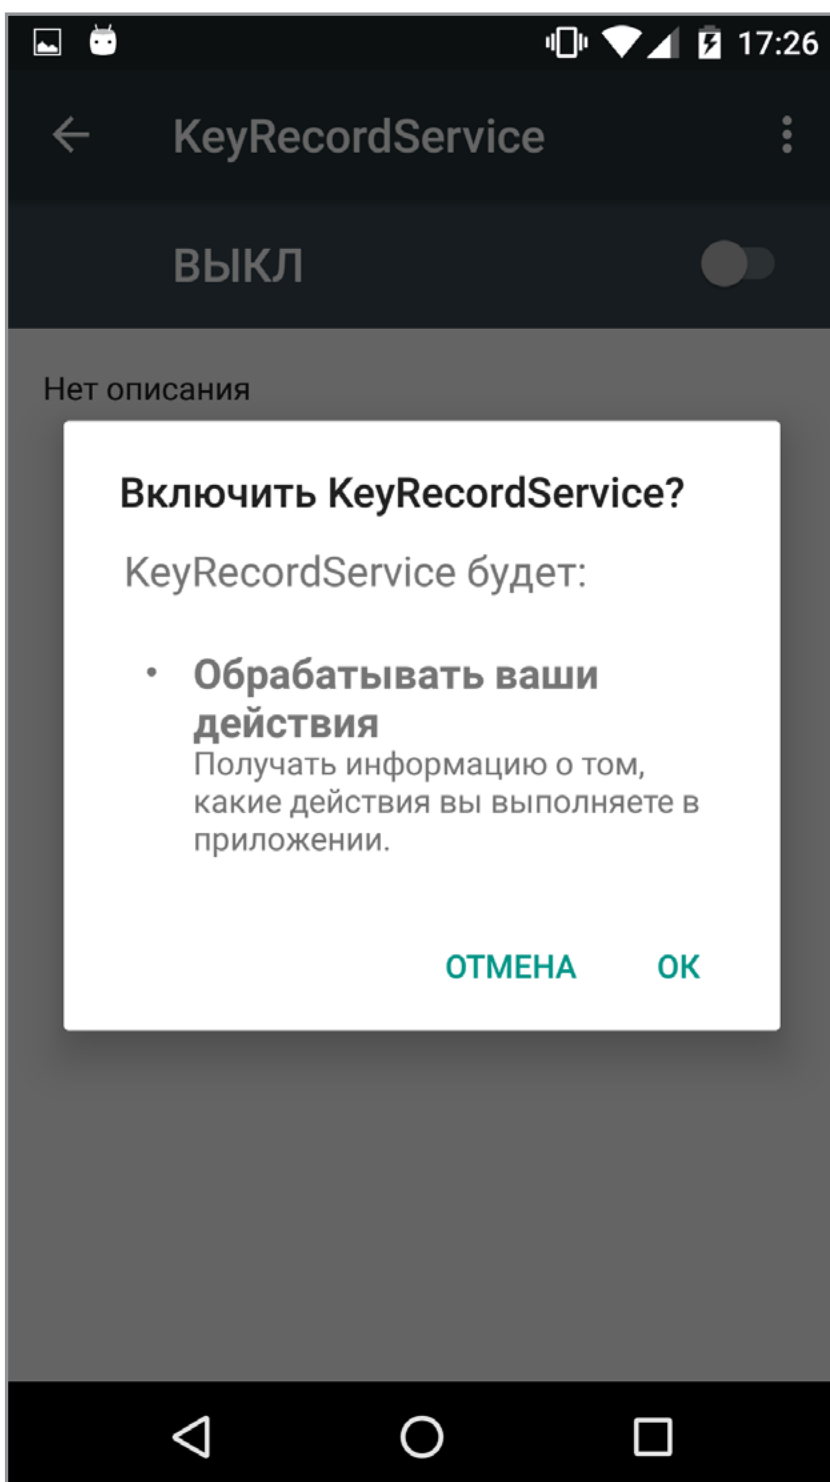 17:26
KeyRecordService
ВЫКЛ
Нет описания
Включить KeyRecordService?
KeyRecordService будет:
• Обрабатывать ваши
действия
Получать информацию о том,
какие действия вы выполняете в
приложении.
ОТМЕНА ОК